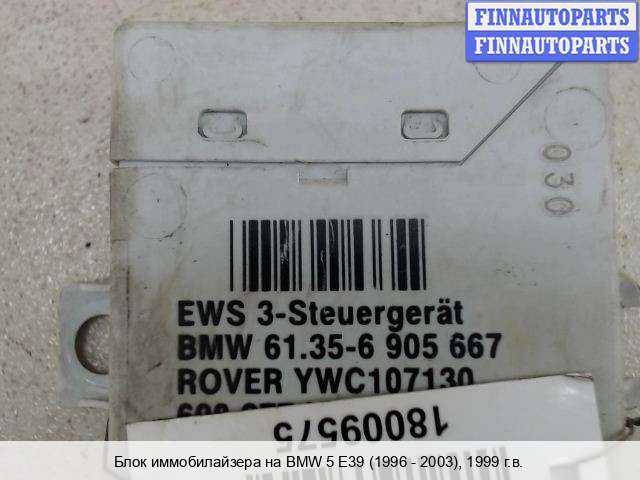 FINNAUTOPARTS
FINNAUTOPARTS
030
EWS 3-Steuergerät
BMW 61.35-6 905 667
ROVER YWC107130
18009575
Блок иммобилайзера на BMW 5 E39 (1996 - 2003), 1999 г.в.